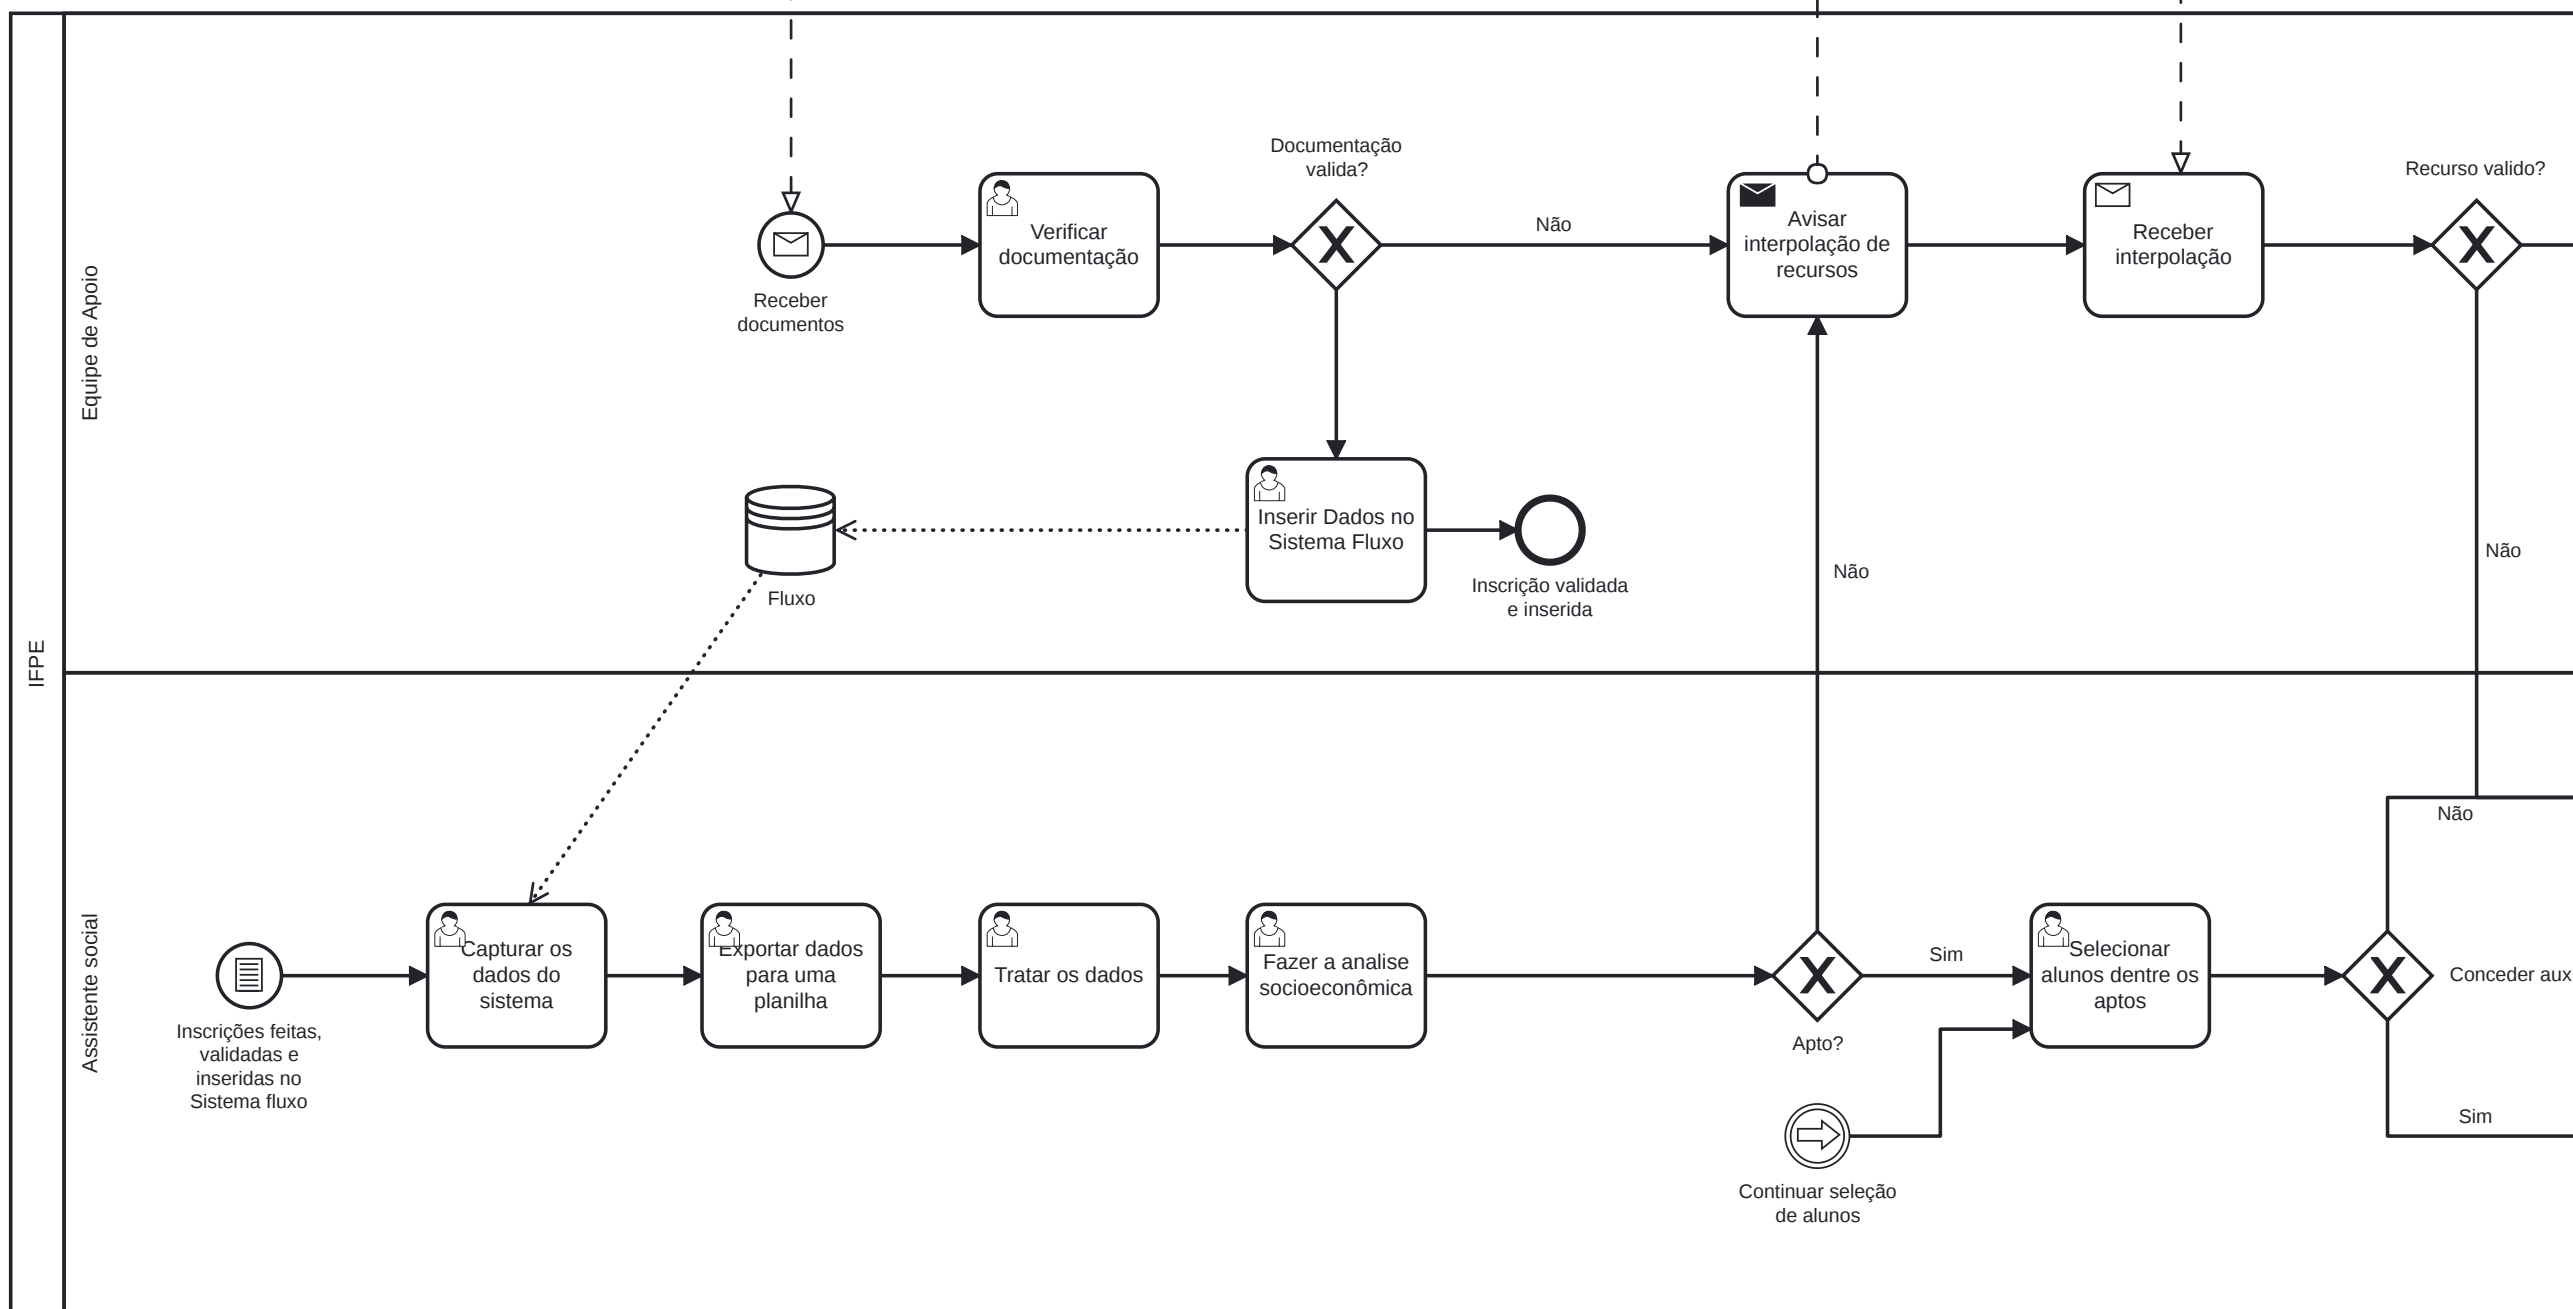 IFPE
Equipe de Apoio
Receber
documentos
Verificar
documentação
Documentação
valida?
Não
Avisar
interpolação de
recursos
Receber
interpolação
Recurso valido?
Não
Inserir Dados no
Sistema Fluxo
Inscrição validada
e inserida
Fluxo
Não
Assistente social
Inscrições feitas,
validadas e
inseridas no
Sistema fluxo
Capturar os
dados do
sistema
Exportar dados
para uma
planilha
Tratar os dados
Fazer a analise
socioeconômica
Apto?
Sim
Selecionar
alunos dentre os
aptos
Não
Conceder aux
Sim
Continuar seleção
de alunos